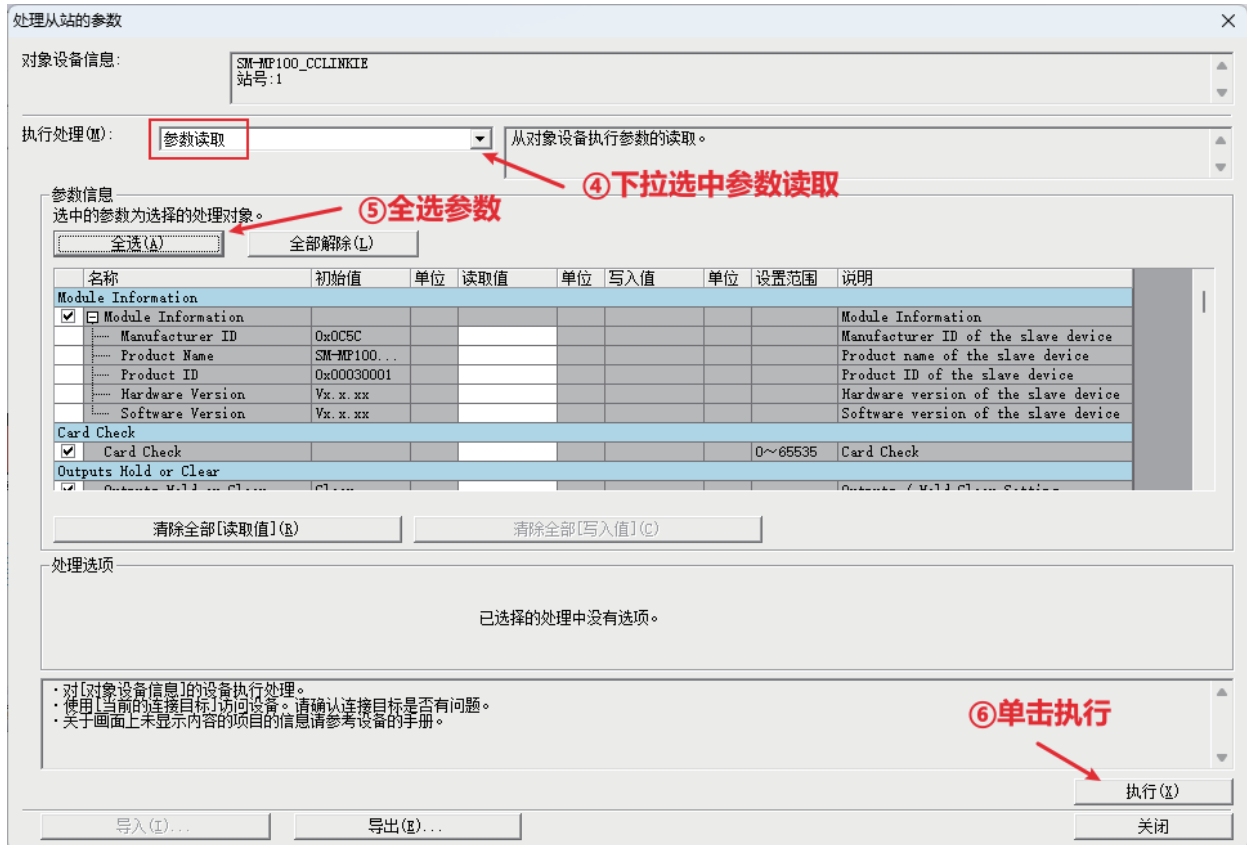 处理从站的参数
对象设备信息:
SM-MP100_CCLINKIE
站号:1
执行处理(M):
参数读取
从对象设备执行参数的读取。
④下拉选中参数读取
参数信息
选中的参数为选择的处理对象。
⑤全选参数
全选(A) 全部解除(L)
名称 初始值 单位 读取值 单位 写入值 单位 设置范围 说明
Module Information
Module Information Module Information
Manufacturer ID 0x0C5C Manufacturer ID of the slave device
Product Name SM-MP100... Product name of the slave device
Product ID 0x00030001 Product ID of the slave device
Hardware Version Vx.x.xx Hardware version of the slave device
Software Version Vx.x.xx Software version of the slave device
Card Check
Card Check 0～65535 Card Check
Outputs Hold or Clear
Outputs Hold or Clear Clear Outputs / Hold Clear Setting
清除全部[读取值](R) 清除全部[写入值](C)
处理选项
已选择的处理中没有选项。
·对[对象设备信息]的设备执行处理。
·使用[当前的连接目标]访问设备。请确认连接目标是否有问题。
·关于画面上未显示内容的项目的信息请参考设备的手册。
⑥单击执行
执行(X)
导入(I)... 导出(E)... 关闭